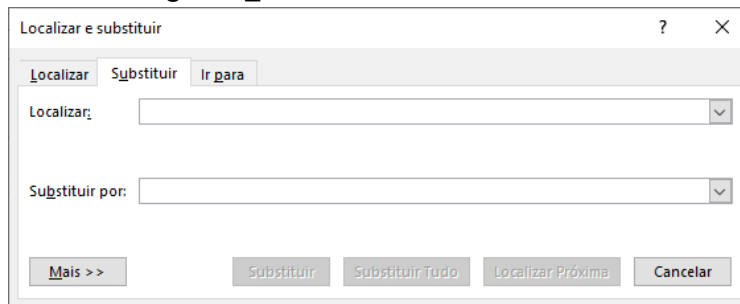 Localizar e substituir ? ×
Localizar Substituir Ir para
Localizar:
Substituir por:
Mais >> Substituir Substituir Tudo Localizar Próxima Cancelar